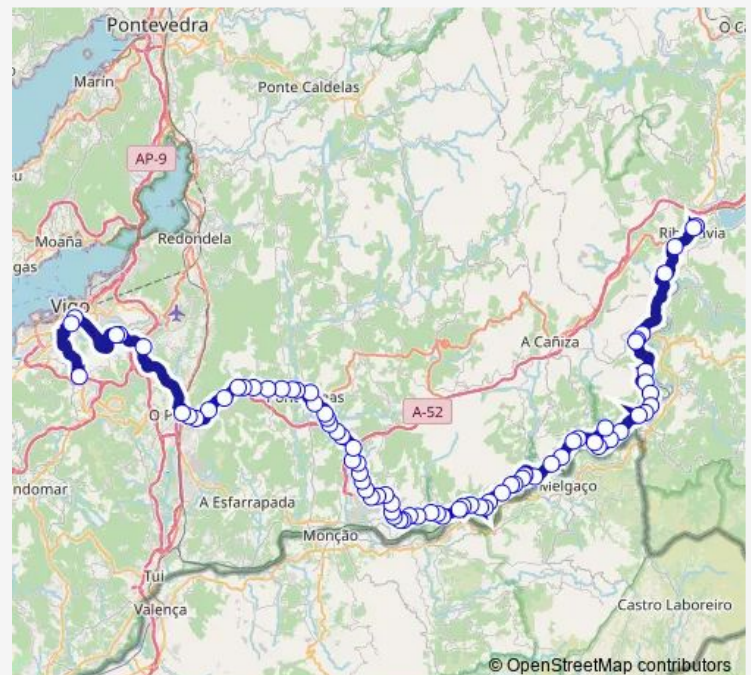 Pontevedra
O C
Marín
Ponte Caldelas
AP-9
Moaña
Redondela
gas
Vigo
A Cañiza
A-52
O P
ndomar
A Esfarrapada
Monção
Melgaço
Tui
Valença
Castro Laboreiro
© OpenStreetMap contributors